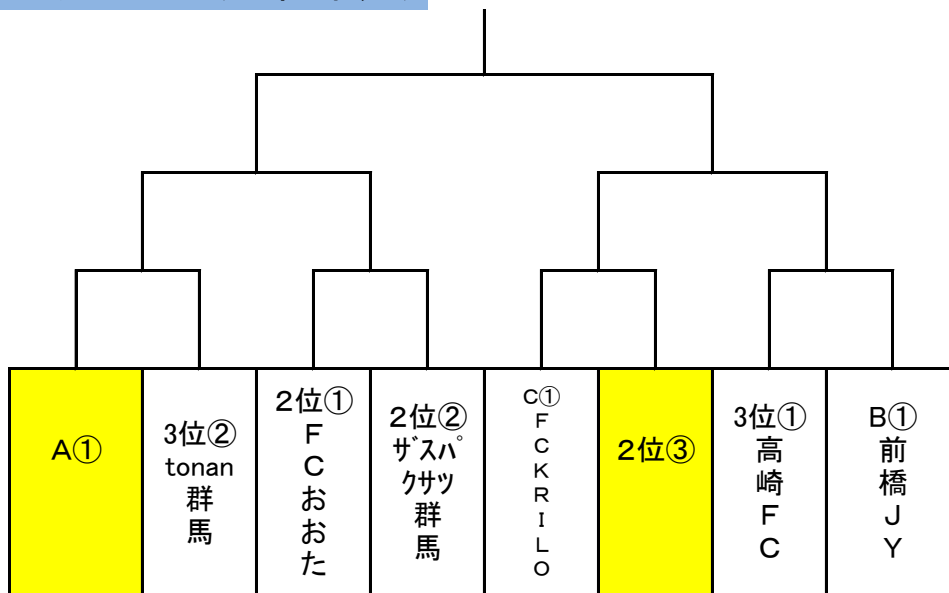 A①
3位②
tonan
群
馬
2位①
F
C
お
お
た
2位②
ザスパ
クサツ
群
馬
C①
F
C
K
R
I
L
O
2位③
3位①
高
崎
F
C
B①
前
橋
J
Y